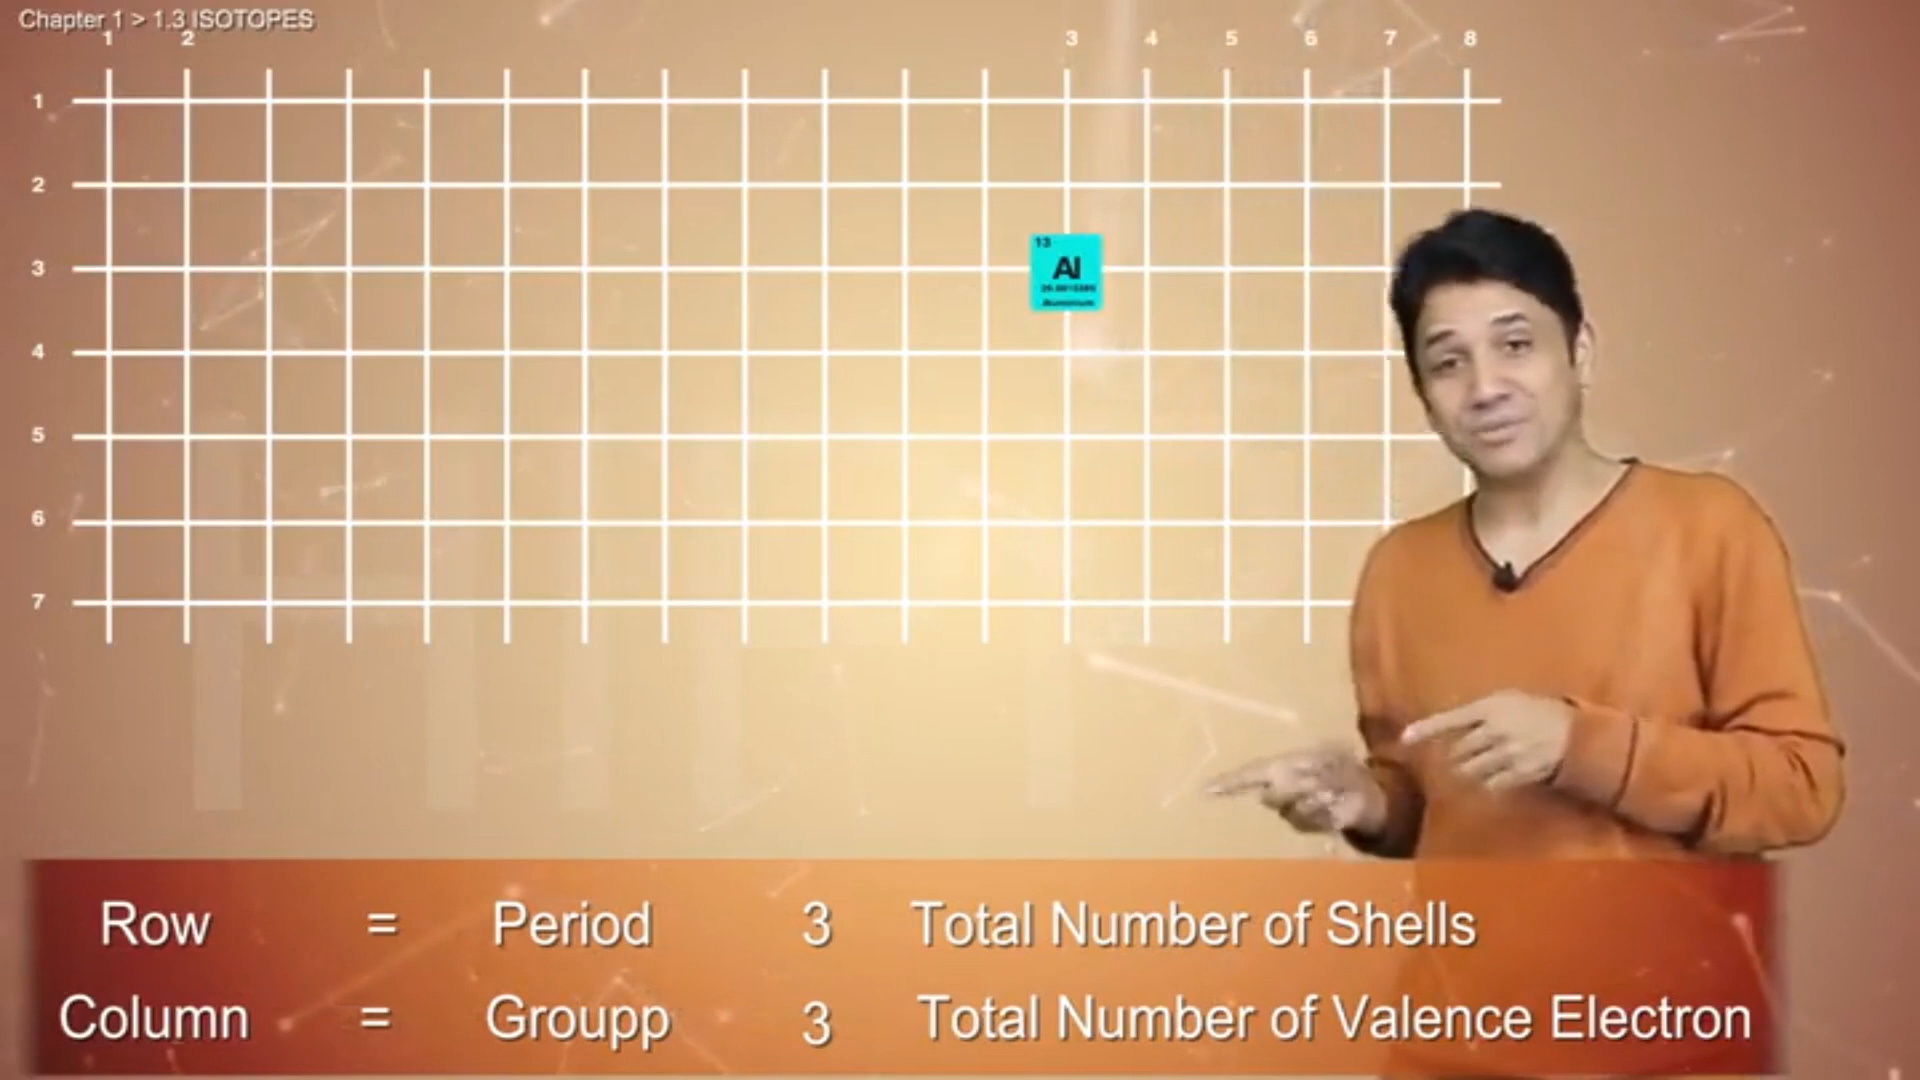 Chapter 1 > 1.3 ISOTOPES
1 2 3 4 5 6 7 8
1
2
3
13
Al
Aluminium
4
5
6
7
Row = Period 3 Total Number of Shells
Column = Groupp 3 Total Number of Valence Electron